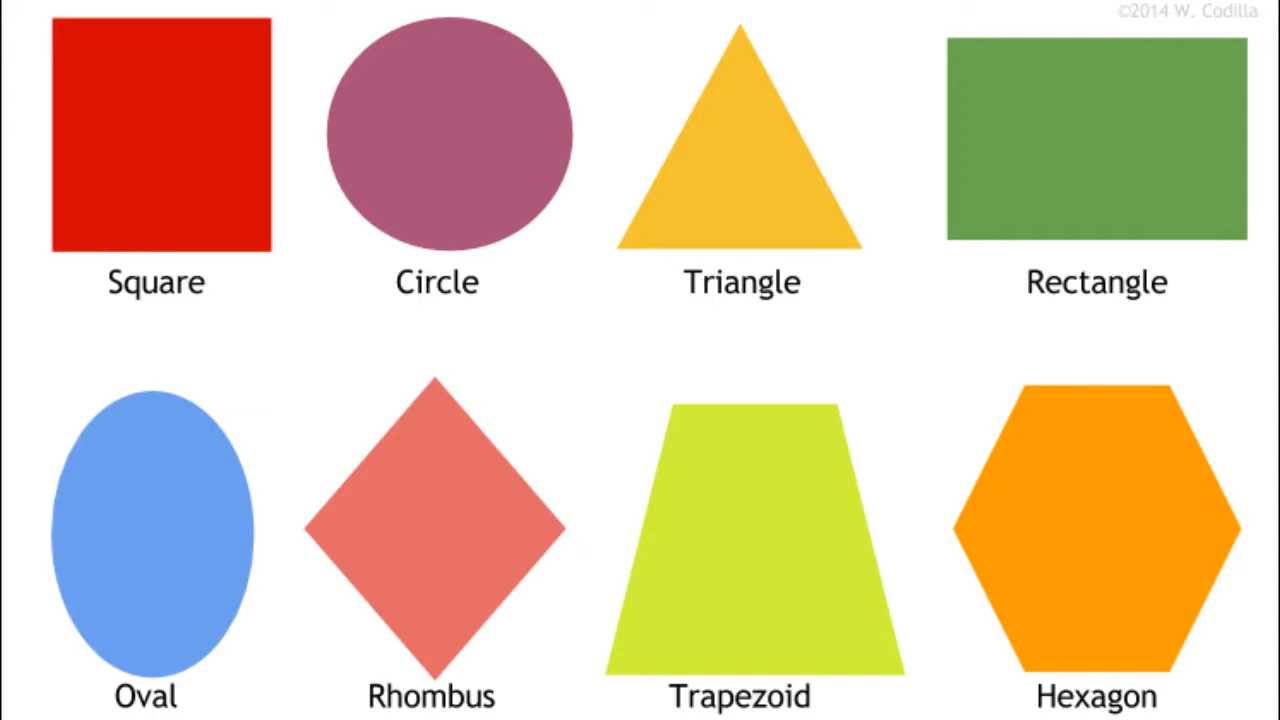 ©2014 W. Codilla
Square Circle Triangle Rectangle
Oval Rhombus Trapezoid Hexagon